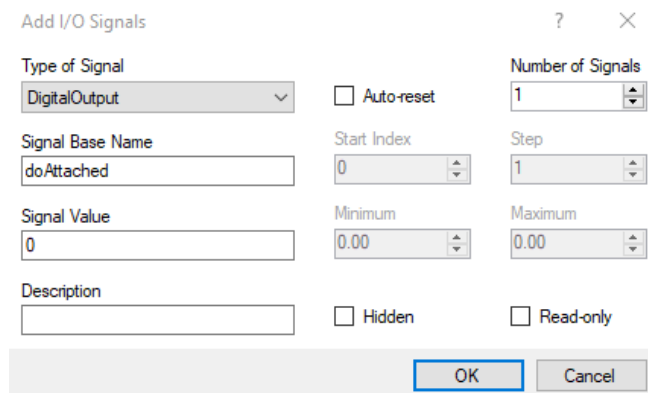 Add I/O Signals ?
Type of Signal Number of Signals
DigitalOutput Auto-reset 1
Signal Base Name Start Index Step
doAttached 0 1
Signal Value Minimum Maximum
0 0.00 0.00
Description
Hidden Read-only
OK Cancel